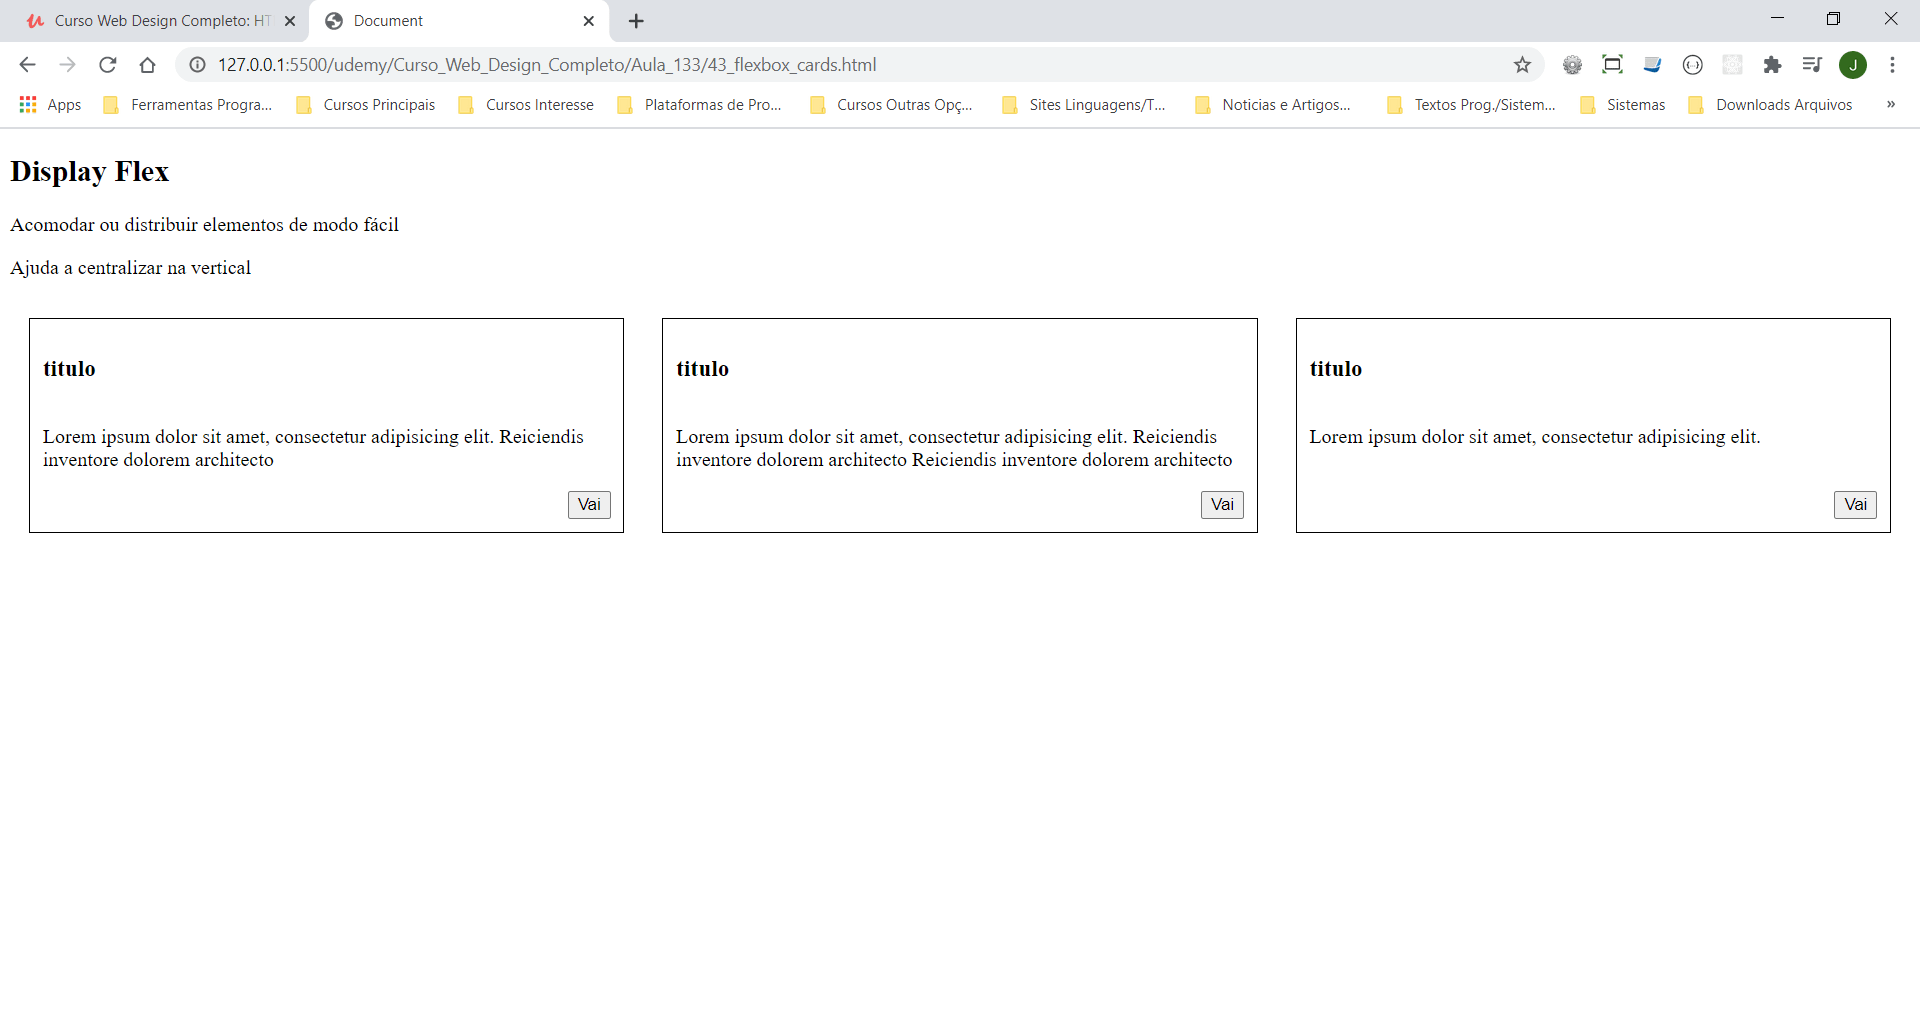 Curso Web Design Completo: HT
Document
127.0.0.1:5500/udemy/Curso_Web_Design_Completo/Aula_133/43_flexbox_cards.html
J
Apps
Ferramentas Progra...
Cursos Principais
Cursos Interesse
Plataformas de Pro...
Cursos Outras Opç...
Sites Linguagens/T...
Noticias e Artigos...
Textos Prog./Sistem...
Sistemas
Downloads Arquivos
»
Display Flex
Acomodar ou distribuir elementos de modo fácil
Ajuda a centralizar na vertical
titulo
Lorem ipsum dolor sit amet, consectetur adipisicing elit. Reiciendis
inventore dolorem architecto
Vai
titulo
Lorem ipsum dolor sit amet, consectetur adipisicing elit. Reiciendis
inventore dolorem architecto Reiciendis inventore dolorem architecto
Vai
titulo
Lorem ipsum dolor sit amet, consectetur adipisicing elit.
Vai